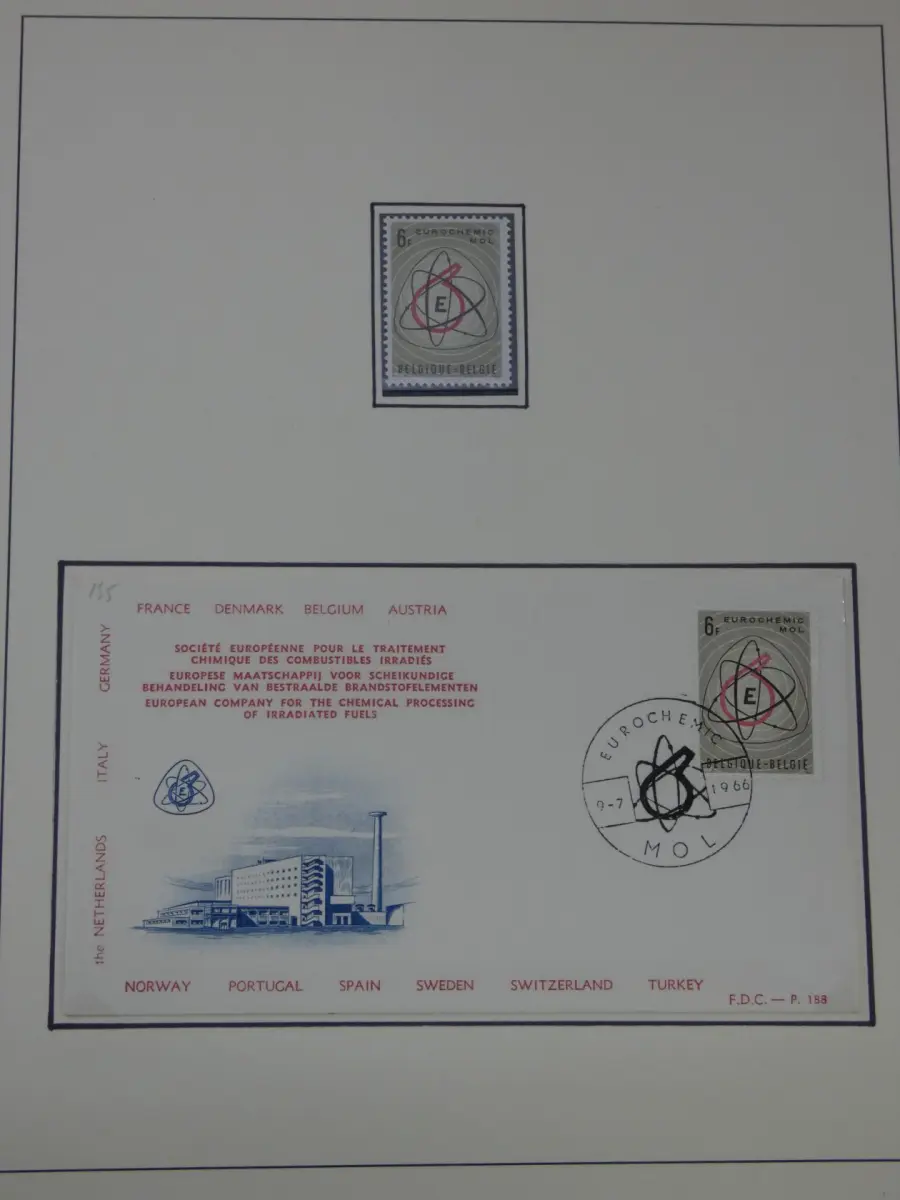 6F EUROCHEMIC
MOL
E
BELGIQUE-BELGIË
135
FRANCE DENMARK BELGIUM AUSTRIA
GERMANY
ITALY
the NETHERLANDS
SOCIÉTÉ EUROPÉENNE POUR LE TRAITEMENT
CHIMIQUE DES COMBUSTIBLES IRRADIÉS
EUROPESE MAATSCHAPPIJ VOOR SCHEIKUNDIGE
BEHANDELING VAN BESTRAALDE BRANDSTOFELEMENTEN
EUROPEAN COMPANY FOR THE CHEMICAL PROCESSING
OF IRRADIATED FUELS
E
6F EUROCHEMIC
MOL
E
BELGIQUE-BELGIË
EUROCHEMIC
9-7 1966
MOL
NORWAY PORTUGAL SPAIN SWEDEN SWITZERLAND TURKEY
F.D.C. — P. 188